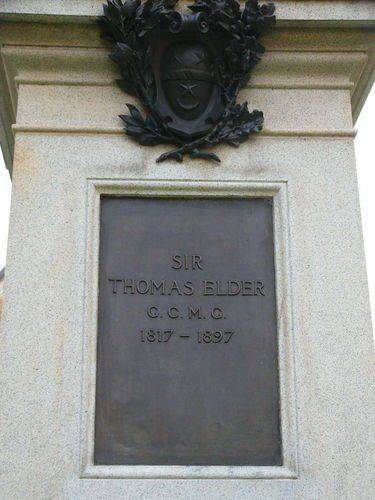 SIR
THOMAS ELDER
G. C. M. G.
1817 - 1897